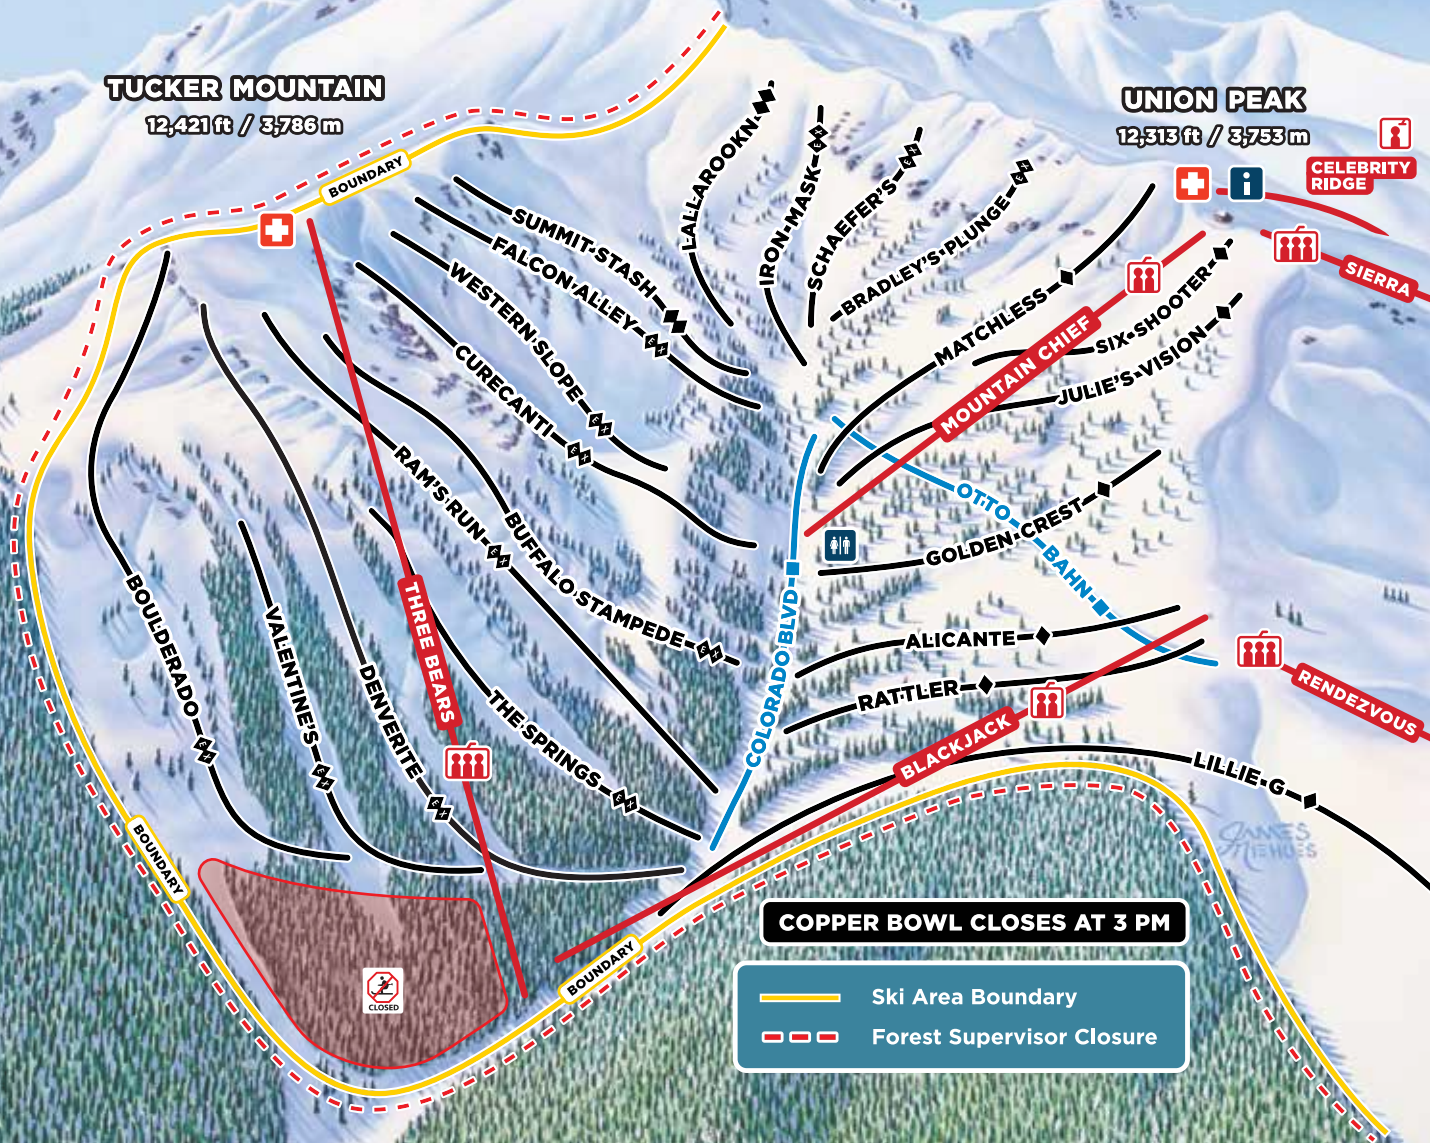 TUCKER MOUNTAIN
12,421 ft / 3,786 m
UNION PEAK
12,313 ft / 3,753 m
CELEBRITY
RIDGE
SIERRA
BOUNDARY
LALLAROOKN
IRON MASK
SCHAEFER'S
BRADLEY'S PLUNGE
SUMMIT STASH
FALCON ALLEY
WESTERN SLOPE
CURECANTI
MATCHLESS
MOUNTAIN CHIEF
SIX SHOOTER
JULIE'S VISION
RAM'S RUN
BUFFALO STAMPEDE
OTTO BAHN
GOLDEN CREST
BOULDERADO
VALENTINE'S
DENVERITE
THREE BEARS
THE SPRINGS
COLORADO BLVD
ALICANTE
RATTLER
BLACKJACK
RENDEZVOUS
LILLIE G
JAMES
NIEHUES
BOUNDARY
BOUNDARY
CLOSED
COPPER BOWL CLOSES AT 3 PM
Ski Area Boundary
Forest Supervisor Closure